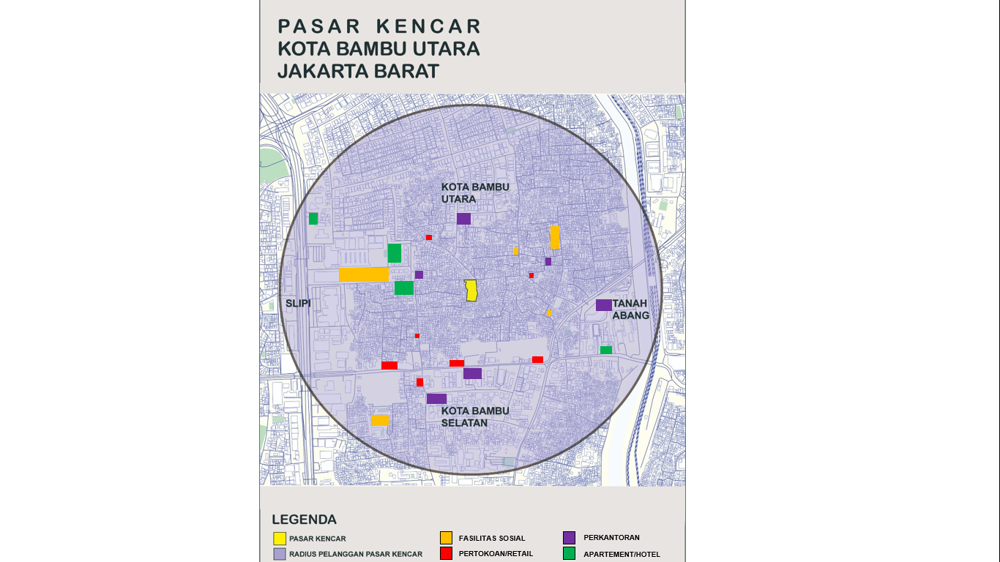 PASAR KENCAR
KOTA BAMBU UTARA
JAKARTA BARAT
KOTA BAMBU
UTARA
SLIPI
TANAH
ABANG
KOTA BAMBU
SELATAN
LEGENDA
PASAR KENCAR
RADIUS PELANGGAN PASAR KENCAR
FASILITAS SOSIAL
PERTOKOAN/RETAIL
PERKANTORAN
APARTEMENT/HOTEL